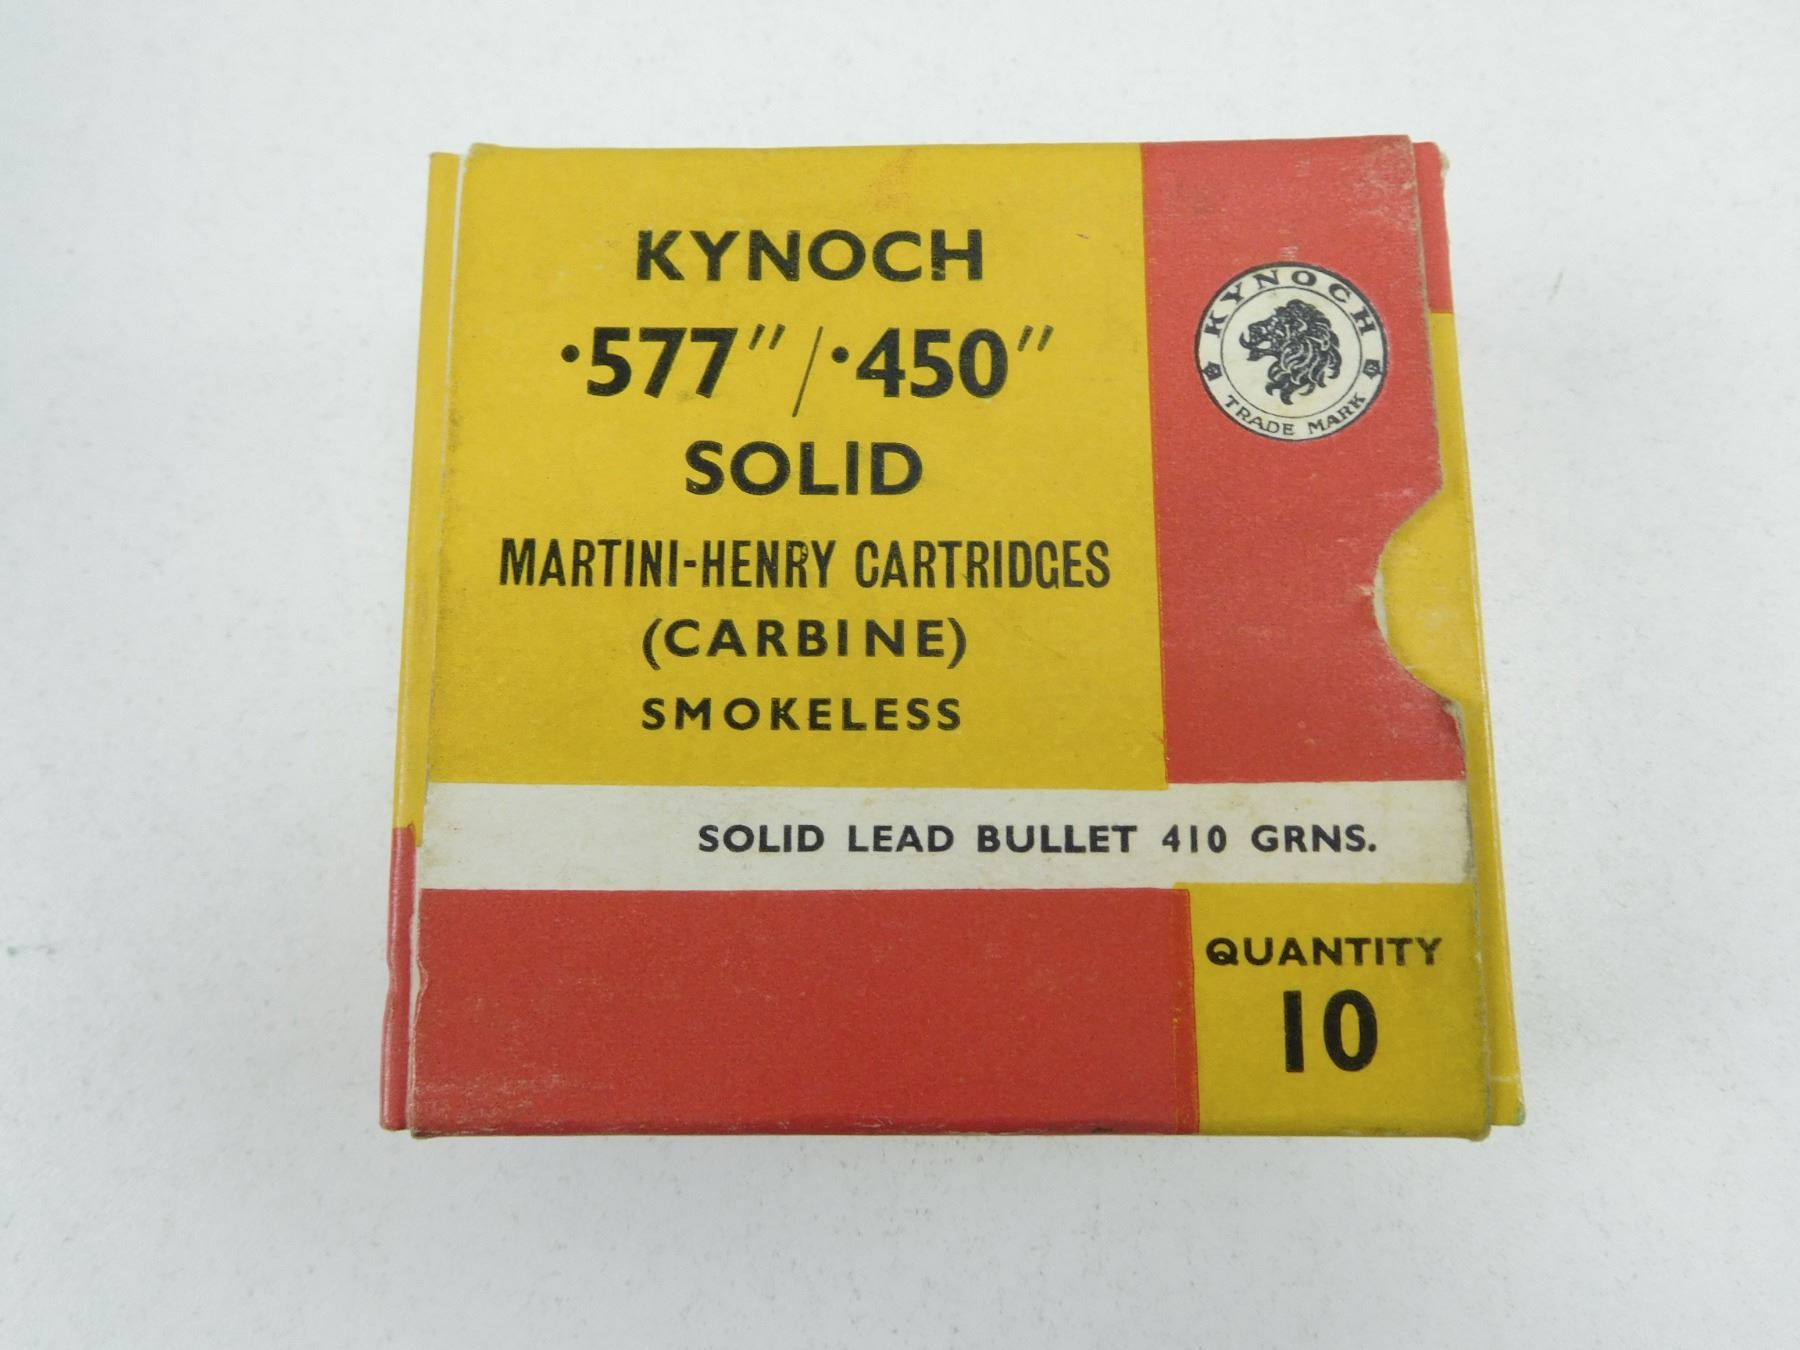 KYNOCH
·577″/·450″
SOLID
MARTINI-HENRY CARTRIDGES
(CARBINE)
SMOKELESS
KYNOCH
TRADE MARK
SOLID LEAD BULLET 410 GRNS.
QUANTITY
10